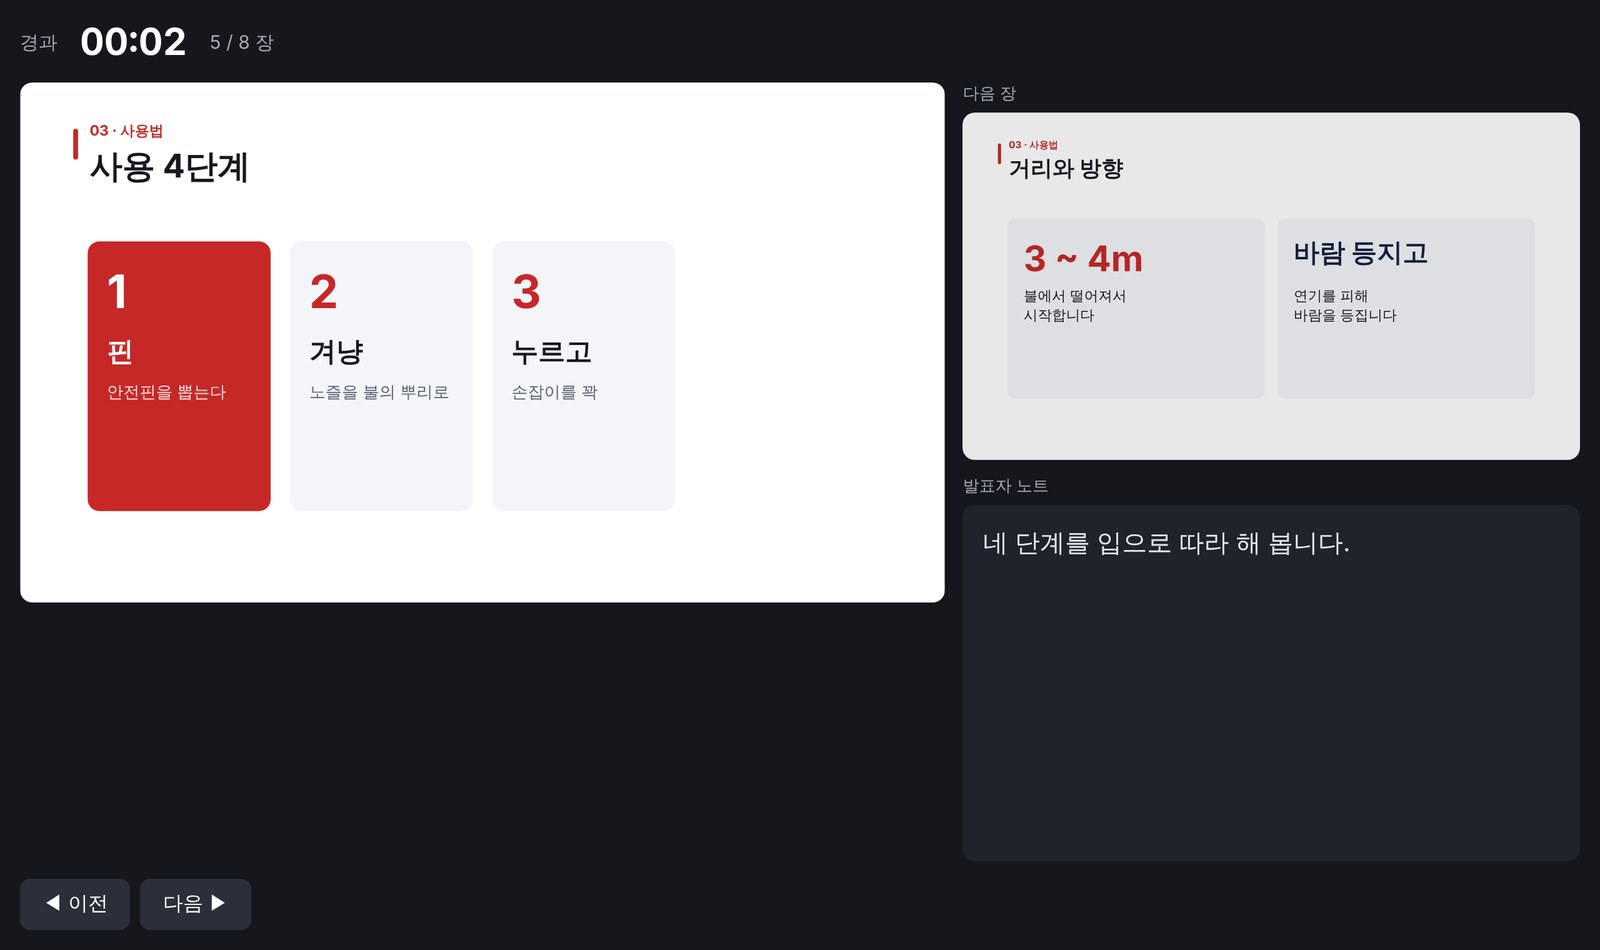 경과 00:02 5 / 8 장
03 · 사용법
사용 4단계
1
핀
안전핀을 뽑는다
2
겨냥
노즐을 불의 뿌리로
3
누르고
손잡이를 꽉
다음 장
03 · 사용법
거리와 방향
3 ~ 4m
불에서 떨어져서
시작합니다
바람 등지고
연기를 피해
바람을 등집니다
발표자 노트
네 단계를 입으로 따라 해 봅니다.
◀ 이전
다음 ▶